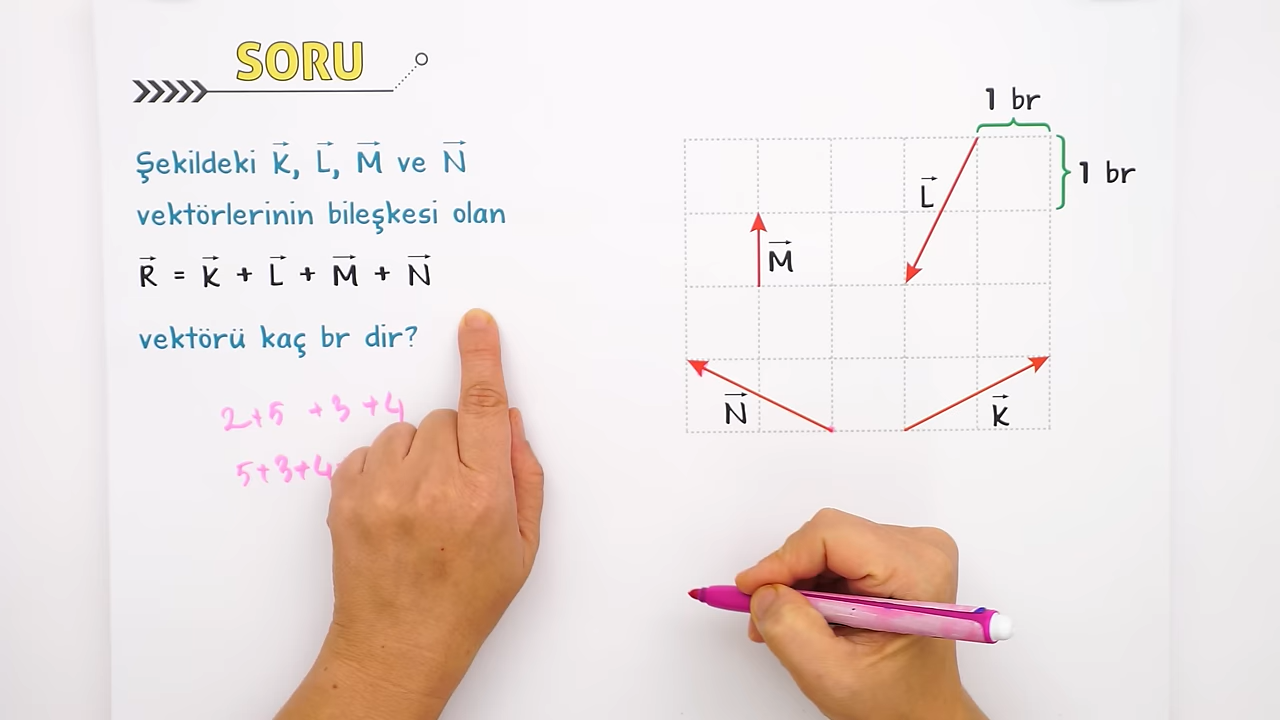 SORU
Şekildeki K, L, M ve N
vektörlerinin bileşkesi olan
R = K + L + M + N
vektörü kaç br dir?
2+5 +3 +4
5+3+4+
1 br
1 br
L
M
N
K